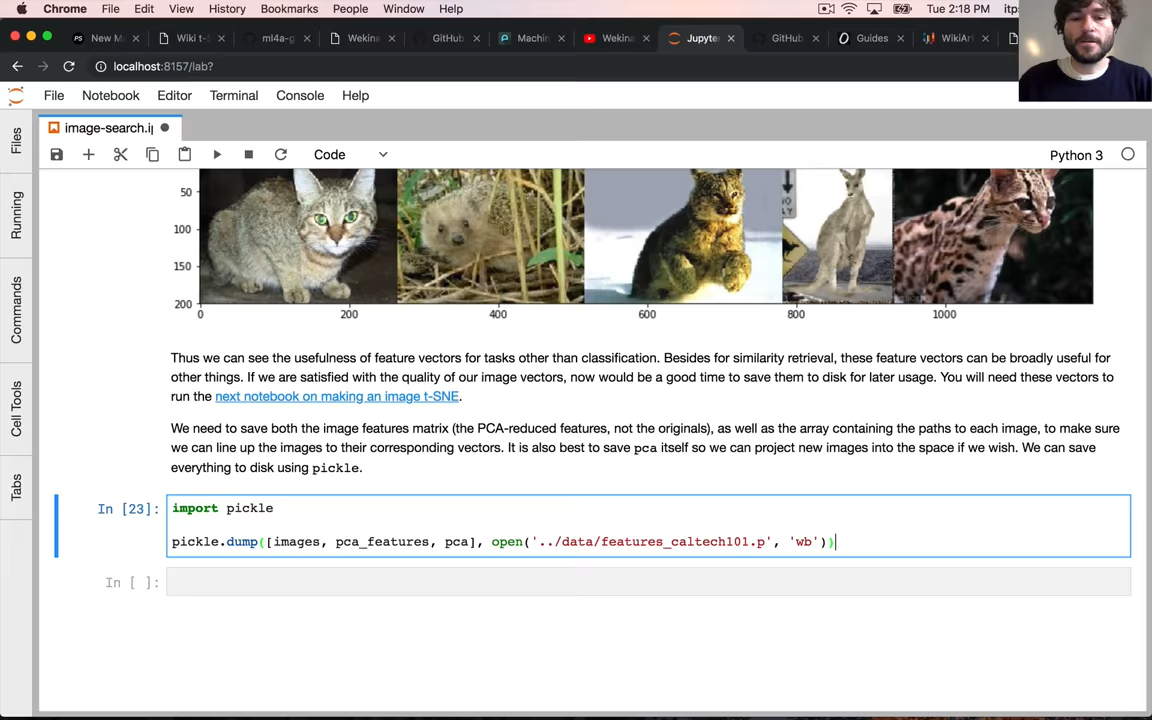 Chrome File Edit View History Bookmarks People Window Help Tue 2:18 PM itps
New M Wiki t-S ml4a-g Wekina GitHub Machin Wekina Jupyte GitHub Guides WikiAr
localhost:8157/lab?
File Notebook Editor Terminal Console Help
image-search.i
Code Python 3
Files
Running
Commands
Cell Tools
Tabs
50
100
150
200
0 200 400 600 800 1000
Thus we can see the usefulness of feature vectors for tasks other than classification. Besides for similarity retrieval, these feature vectors can be broadly useful for
other things. If we are satisfied with the quality of our image vectors, now would be a good time to save them to disk for later usage. You will need these vectors to
run the next notebook on making an image t-SNE.
We need to save both the image features matrix (the PCA-reduced features, not the originals), as well as the array containing the paths to each image, to make sure
we can line up the images to their corresponding vectors. It is also best to save pca itself so we can project new images into the space if we wish. We can save
everything to disk using pickle.
In [23]: import pickle
pickle.dump([images, pca_features, pca], open('../data/features_caltech101.p', 'wb'))
In [ ]: